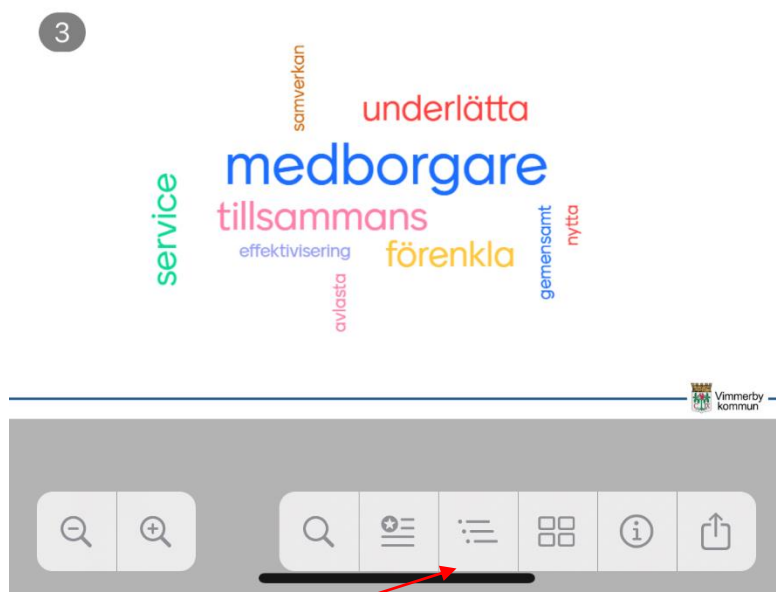 3
samverkan
underlätta
medborgare
service
tillsammans
gemensamt
nytta
effektivisering
förenkla
avlasta
Vimmerby
kommun